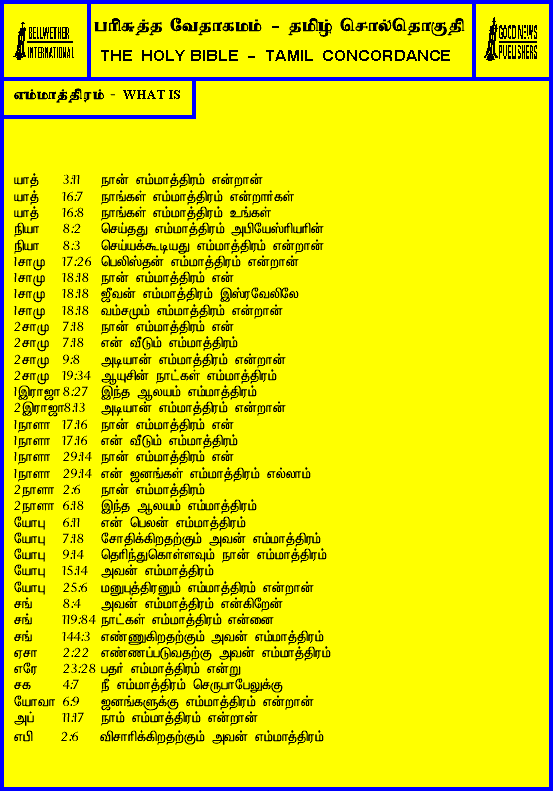 BELLWETHER
INTERNATIONAL
பரிசுத்த வேதாகமம் - தமிழ் சொல்தொகுதி
THE HOLY BIBLE - TAMIL CONCORDANCE
GOOD NEWS
PUBLISHERS
எம்மாத்திரம் - WHAT IS
யாத் 3:11 நான் எம்மாத்திரம் என்றான்
யாத் 16:7 நாங்கள் எம்மாத்திரம் என்றார்கள்
யாத் 16:8 நாங்கள் எம்மாத்திரம் உங்கள்
நியா 8:2 செய்தது எம்மாத்திரம் அபியேஸ்ரியரின்
நியா 8:3 செய்யக்கூடியது எம்மாத்திரம் என்றான்
1சாமு 17:26 பெலிஸ்தன் எம்மாத்திரம் என்றான்
1சாமு 18:18 நான் எம்மாத்திரம் என்
1சாமு 18:18 ஜீவன் எம்மாத்திரம் இஸ்ரவேலிலே
1சாமு 18:18 வம்சமும் எம்மாத்திரம் என்றான்
2சாமு 7:18 நான் எம்மாத்திரம் என்
2சாமு 7:18 என் வீடும் எம்மாத்திரம்
2சாமு 9:8 அடியான் எம்மாத்திரம் என்றான்
2சாமு 19:34 ஆயுசின் நாட்கள் எம்மாத்திரம்
1இராஜா 8:27 இந்த ஆலயம் எம்மாத்திரம்
2இராஜா 8:13 அடியான் எம்மாத்திரம் என்றான்
1நாளா 17:16 நான் எம்மாத்திரம் என்
1நாளா 17:16 என் வீடும் எம்மாத்திரம்
1நாளா 29:14 நான் எம்மாத்திரம் என்
1நாளா 29:14 என் ஜனங்கள் எம்மாத்திரம் எல்லாம்
2நாளா 2:6 நான் எம்மாத்திரம்
2நாளா 6:18 இந்த ஆலயம் எம்மாத்திரம்
யோபு 6:11 என் பெலன் எம்மாத்திரம்
யோபு 7:18 சோதிக்கிறதற்கும் அவன் எம்மாத்திரம்
யோபு 9:14 தெரிந்துகொள்ளவும் நான் எம்மாத்திரம்
யோபு 15:14 அவன் எம்மாத்திரம்
யோபு 25:6 மனுபுத்திரனும் எம்மாத்திரம் என்றான்
சங் 8:4 அவன் எம்மாத்திரம் என்கிறேன்
சங் 119:84 நாட்கள் எம்மாத்திரம் என்னை
சங் 144:3 எண்ணுகிறதற்கும் அவன் எம்மாத்திரம்
ஏசா 2:22 எண்ணப்படுவதற்கு அவன் எம்மாத்திரம்
எரே 23:28 பதர் எம்மாத்திரம் என்று
சக 4:7 நீ எம்மாத்திரம் செருபாபேலுக்கு
யோவா 6:9 ஜனங்களுக்கு எம்மாத்திரம் என்றான்
அப் 11:17 நாம் எம்மாத்திரம் என்றான்
எபி 2:6 விசாரிக்கிறதற்கும் அவன் எம்மாத்திரம்